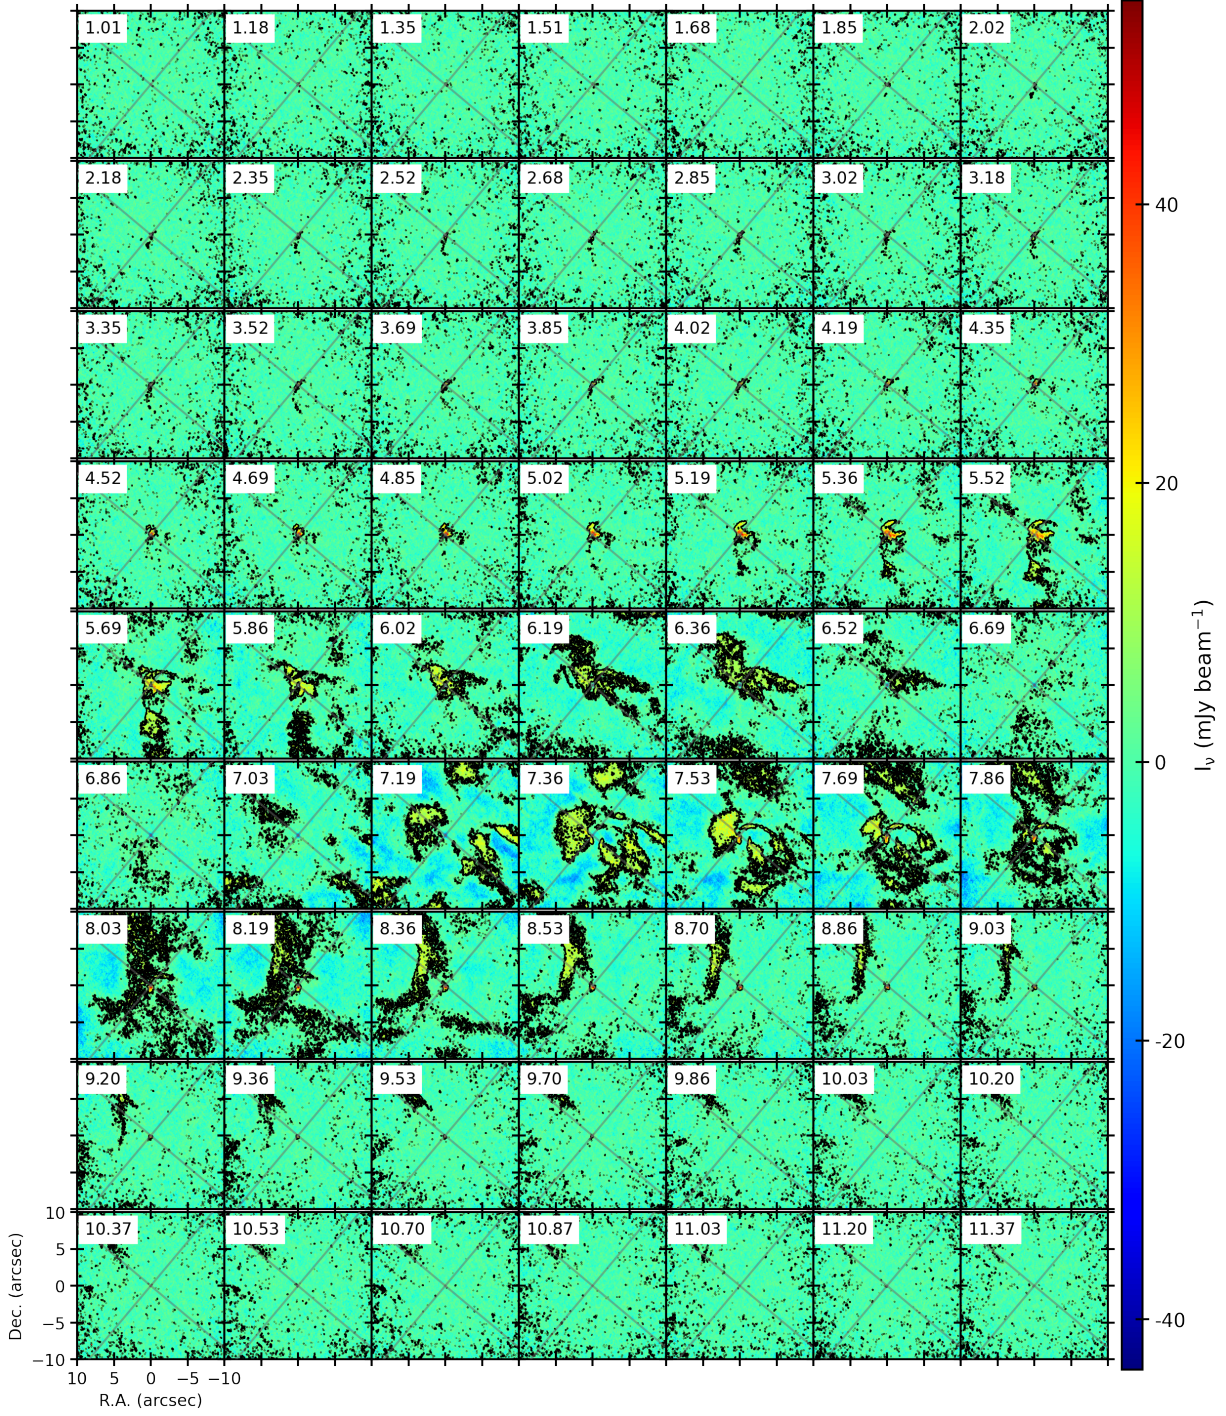 1.01 1.18 1.35 1.51 1.68 1.85 2.02
2.18 2.35 2.52 2.68 2.85 3.02 3.18
40
3.35 3.52 3.69 3.85 4.02 4.19 4.35
4.52 4.69 4.85 5.02 5.19 5.36 5.52
20
5.69 5.86 6.02 6.19 6.36 6.52 6.69
Iν (mJy beam−1)
0
6.86 7.03 7.19 7.36 7.53 7.69 7.86
8.03 8.19 8.36 8.53 8.70 8.86 9.03
-20
9.20 9.36 9.53 9.70 9.86 10.03 10.20
10.37 10.53 10.70 10.87 11.03 11.20 11.37
-40
10
5
0
−5
−10
Dec. (arcsec)
10 5 0 −5 −10
R.A. (arcsec)